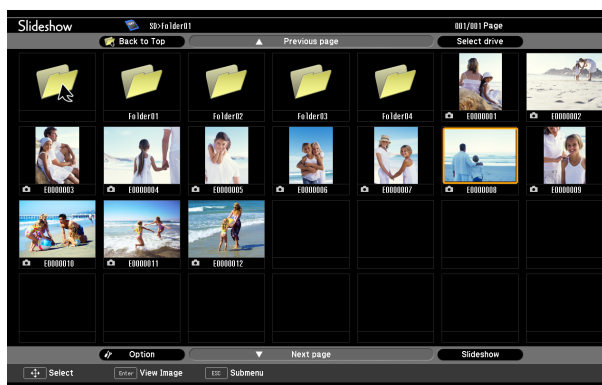 Slideshow SD>Folder01 001/001 Page
Back to Top ▲ Previous page Select drive
Folder01 Folder02 Folder03 Folder04 E0000001 E0000002
E0000003 E0000004 E0000005 E0000006 E0000007 E0000008 E0000009
E0000010 E0000011 E0000012
Option ▼ Next page Slideshow
Select Enter View Image ESC Submenu